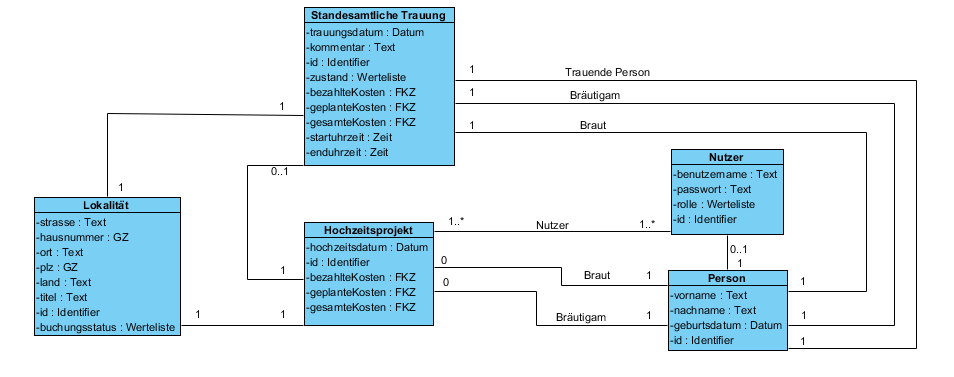 Standesamtliche Trauung
-trauungsdatum : Datum
-kommentar : Text
-id : Identifier
-zustand : Werteliste
-bezahlteKosten : FKZ
-geplanteKosten : FKZ
-gesamteKosten : FKZ
-startuhrzeit : Zeit
-enduhrzeit : Zeit
1
Trauende Person
1
Bräutigam
1
Braut
1
0..1
1
Lokalität
-strasse : Text
-hausnummer : GZ
-ort : Text
-plz : GZ
-land : Text
-titel : Text
-id : Identifier
-buchungsstatus : Werteliste
1
1
1
Hochzeitsprojekt
-hochzeitsdatum : Datum
-id : Identifier
-bezahlteKosten : FKZ
-geplanteKosten : FKZ
-gesamteKosten : FKZ
1..*
Nutzer
1..*
0
Braut
1
0
Bräutigam
1
Nutzer
-benutzername : Text
-passwort : Text
-rolle : Werteliste
-id : Identifier
0..1
1
Person
-vorname : Text
-nachname : Text
-geburtsdatum : Datum
-id : Identifier
1
1
1